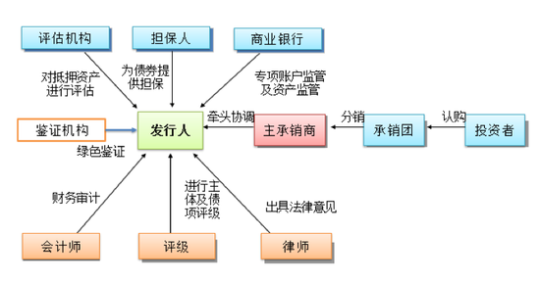 评估机构
担保人
商业银行
对抵押资产
进行评估
为债券提
供担保
专项账户监管
及资产监管
鉴证机构
绿色鉴证
发行人
牵头协调
主承销商
分销
承销团
认购
投资者
财务审计
进行主
体及债
项评级
出具法律意见
会计师
评级
律师